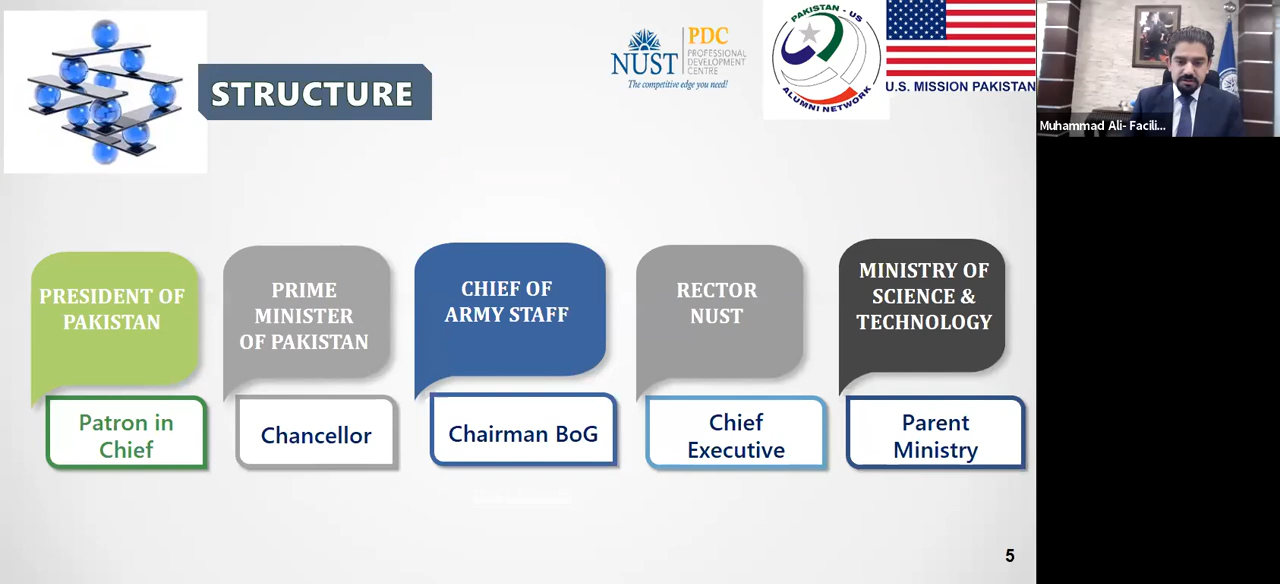 STRUCTURE
NUST
PDC
PROFESSIONAL
DEVELOPMENT
CENTRE
The competitive edge you need!
PAKISTAN - US
ALUMNI NETWORK
U.S. MISSION PAKISTAN
Muhammad Ali- Facili...
PRESIDENT OF
PAKISTAN
Patron in
Chief
PRIME
MINISTER
OF PAKISTAN
Chancellor
CHIEF OF
ARMY STAFF
Chairman BoG
RECTOR
NUST
Chief
Executive
MINISTRY OF
SCIENCE &
TECHNOLOGY
Parent
Ministry
5